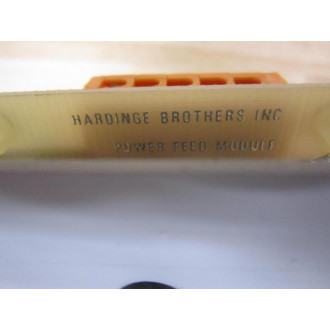 HARDINGE BROTHERS INC
POWER FEED MODULE